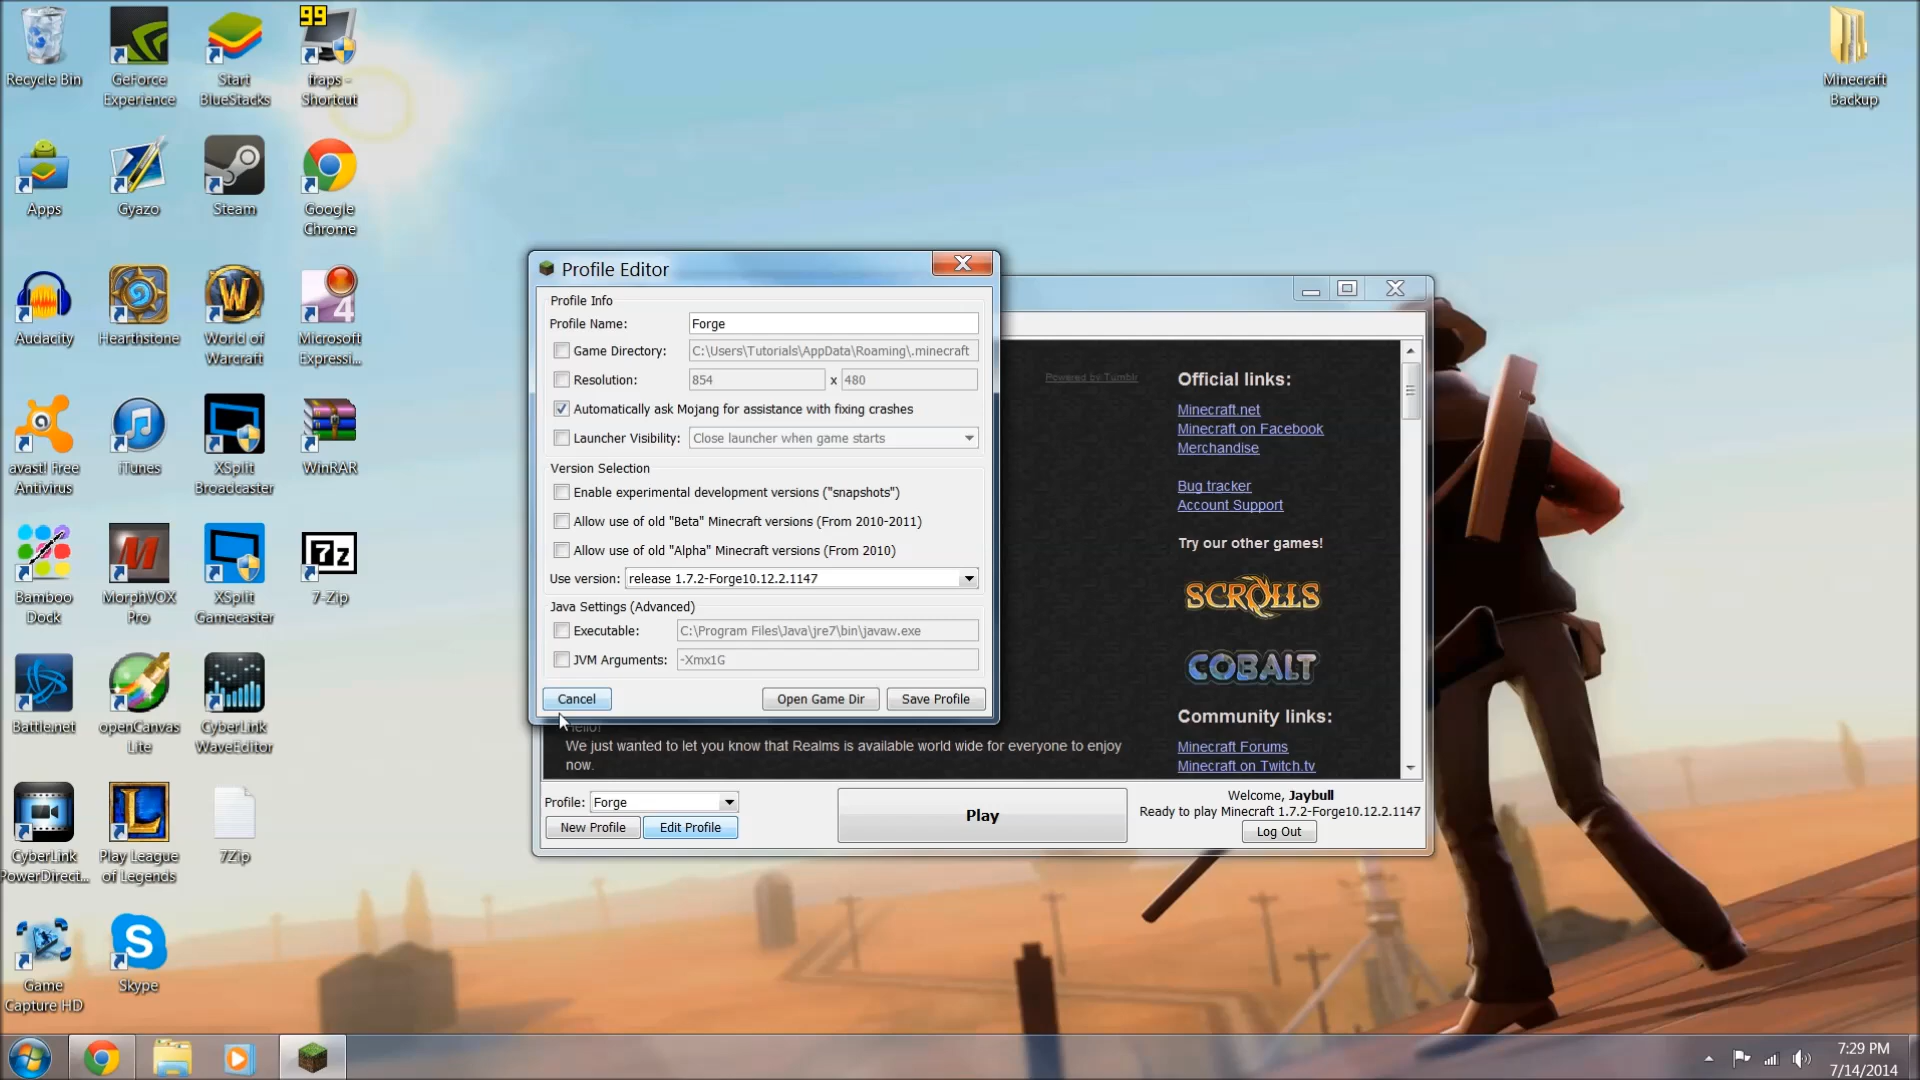 99
Recycle Bin
GeForce Experience
Start BlueStacks
fraps - Shortcut
Minecraft Backup
Apps
Gyazo
Steam
Google Chrome
Audacity
Hearthstone
World of Warcraft
4
Microsoft Expressi...
avast! Free Antivirus
iTunes
XSplit Broadcaster
WinRAR
Bamboo Dock
MorphVOX Pro
XSplit Gamecaster
7z
7-Zip
Battle.net
openCanvas Lite
CyberLink WaveEditor
CyberLink PowerDirect...
Play League of Legends
7Zip
Game Capture HD
Skype
Profile Editor
Profile Info
Profile Name: Forge
Game Directory: C:\Users\Tutorials\AppData\Roaming\.minecraft
Resolution: 854 x 480
Automatically ask Mojang for assistance with fixing crashes
Launcher Visibility: Close launcher when game starts
Version Selection
Enable experimental development versions ("snapshots")
Allow use of old "Beta" Minecraft versions (From 2010-2011)
Allow use of old "Alpha" Minecraft versions (From 2010)
Use version: release 1.7.2-Forge10.12.2.1147
Java Settings (Advanced)
Executable: C:\Program Files\Java\jre7\bin\javaw.exe
JVM Arguments: -Xmx1G
Cancel Open Game Dir Save Profile
Powered by Tumblr
Official links:
Minecraft.net
Minecraft on Facebook
Merchandise
Bug tracker
Account Support
Try our other games!
SCROLLS
COBALT
Community links:
Minecraft Forums
Minecraft on Twitch.tv
Hello!
We just wanted to let you know that Realms is available world wide for everyone to enjoy
now.
Profile: Forge
New Profile Edit Profile
Play
Welcome, Jaybull
Ready to play Minecraft 1.7.2-Forge10.12.2.1147
Log Out
7:29 PM
7/14/2014